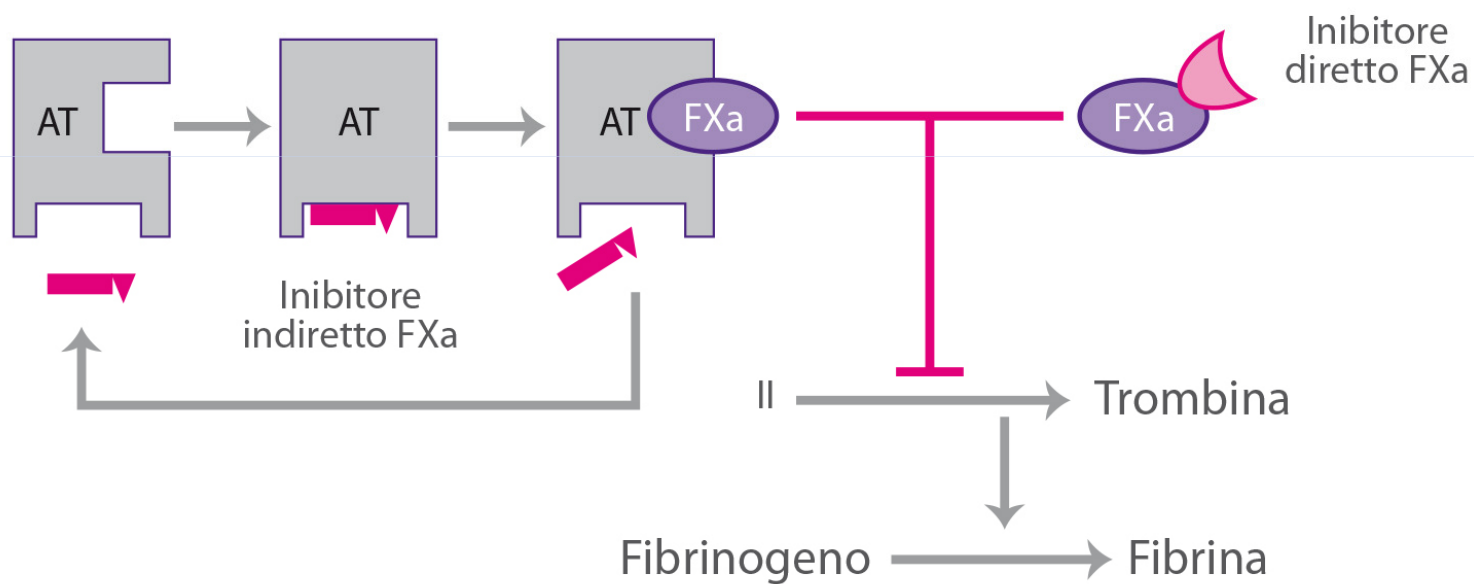 Inibitore
diretto FXa
AT
AT
AT
FXa
FXa
Inibitore
indiretto FXa
II
Trombina
Fibrinogeno
Fibrina